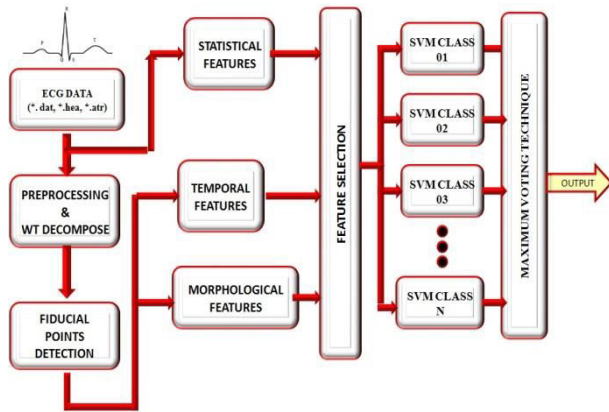 R
P
T
Q
S
ECG DATA
(*. dat, *.hea, *.atr)
PREPROCESSING
&
WT DECOMPOSE
FIDUCIAL
POINTS
DETECTION
STATISTICAL
FEATURES
TEMPORAL
FEATURES
MORPHOLOGICAL
FEATURES
FEATURE SELECTION
SVM CLASS
01
SVM CLASS
02
SVM CLASS
03
SVM CLASS
N
MAXIMUM VOTING TECHNIQUE
OUTPUT